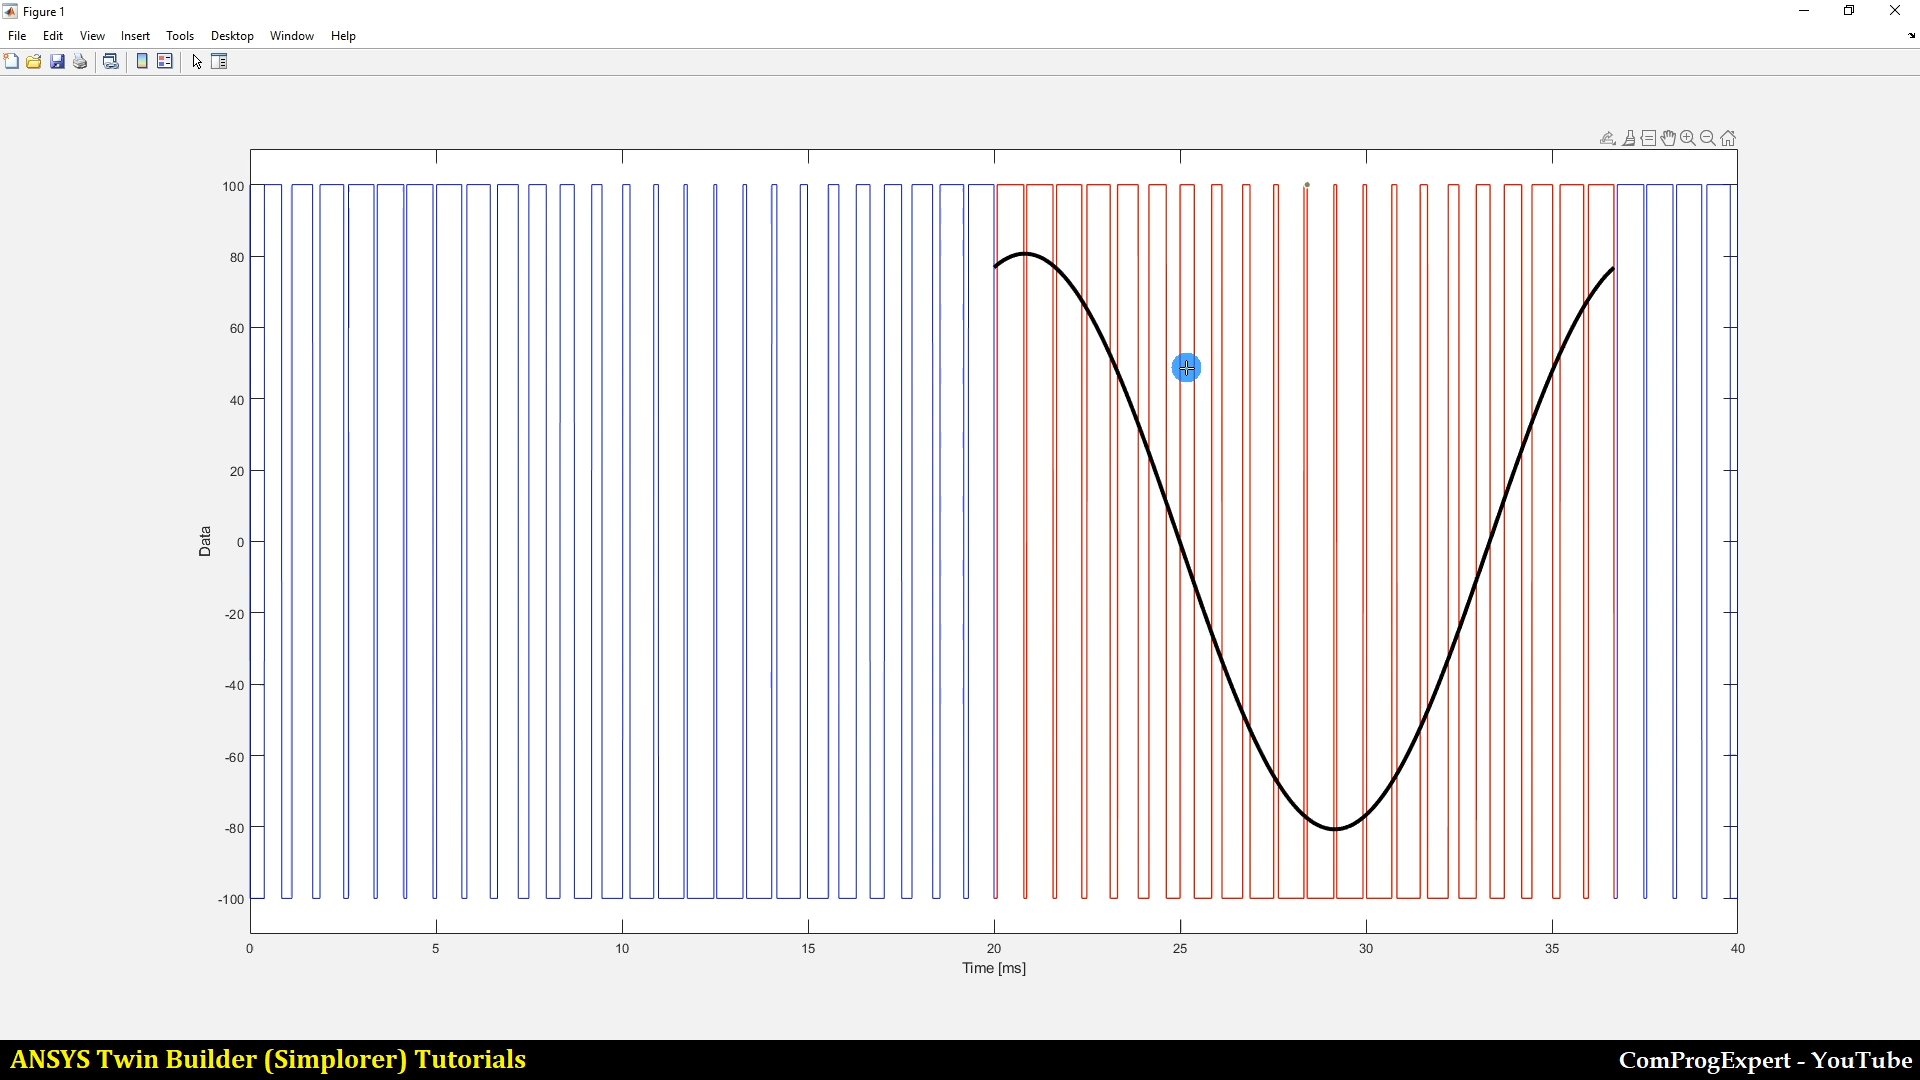 Figure 1
File Edit View Insert Tools Desktop Window Help
100
80
60
40
20
0
-20
-40
-60
-80
-100
Data
0 5 10 15 20 25 30 35 40
Time [ms]
ANSYS Twin Builder (Simplorer) Tutorials
ComProgExpert - YouTube